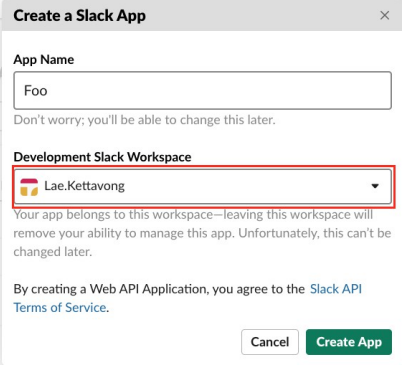 Create a Slack App
App Name
Foo
Don't worry; you'll be able to change this later.
Development Slack Workspace
Lae.Kettavong
Your app belongs to this workspace—leaving this workspace will
remove your ability to manage this app. Unfortunately, this can't be
changed later.
By creating a Web API Application, you agree to the Slack API
Terms of Service.
Cancel Create App